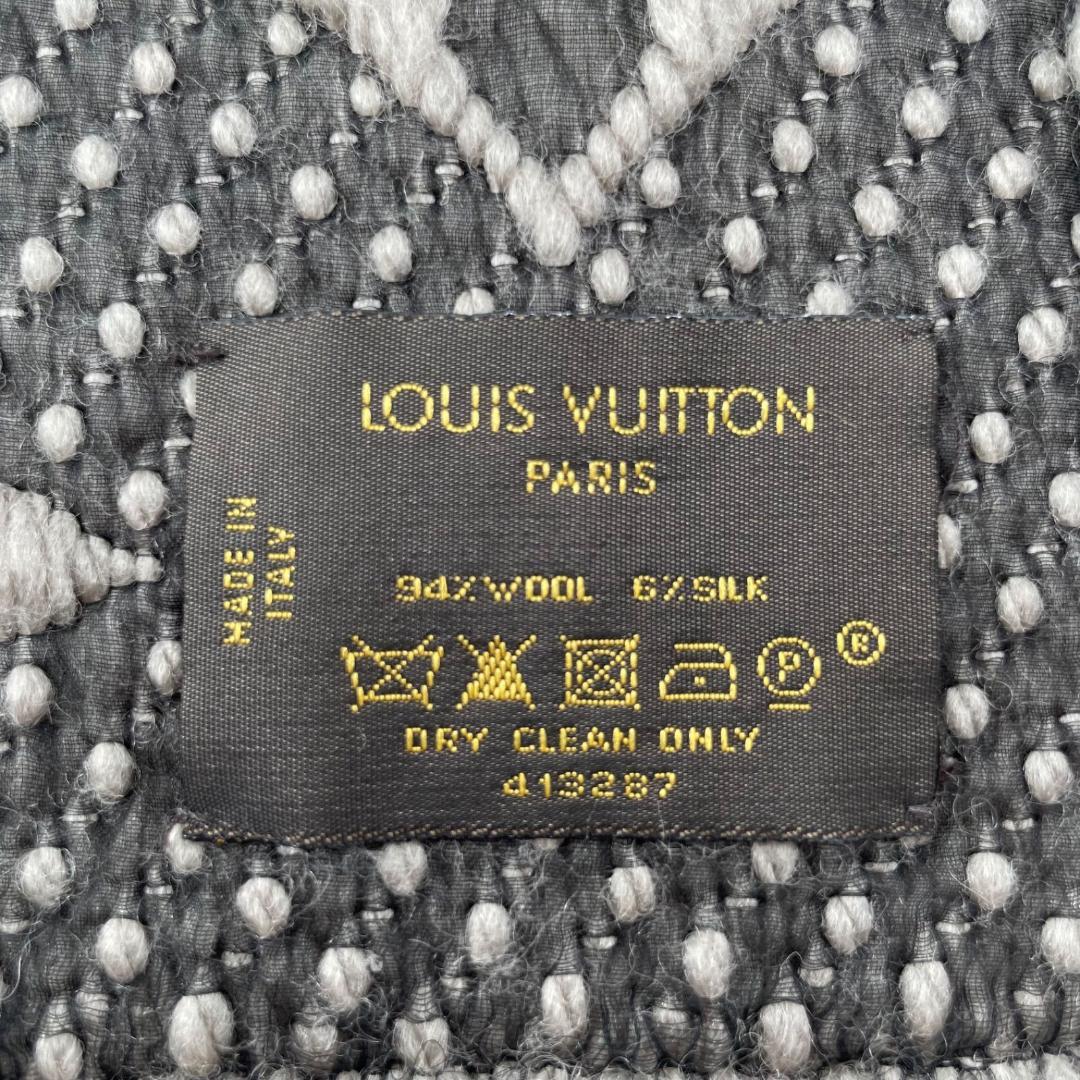 LOUIS VUITTON
PARIS
MADE IN
ITALY
94% WOOL 6% SILK
P ®
DRY CLEAN ONLY
413287